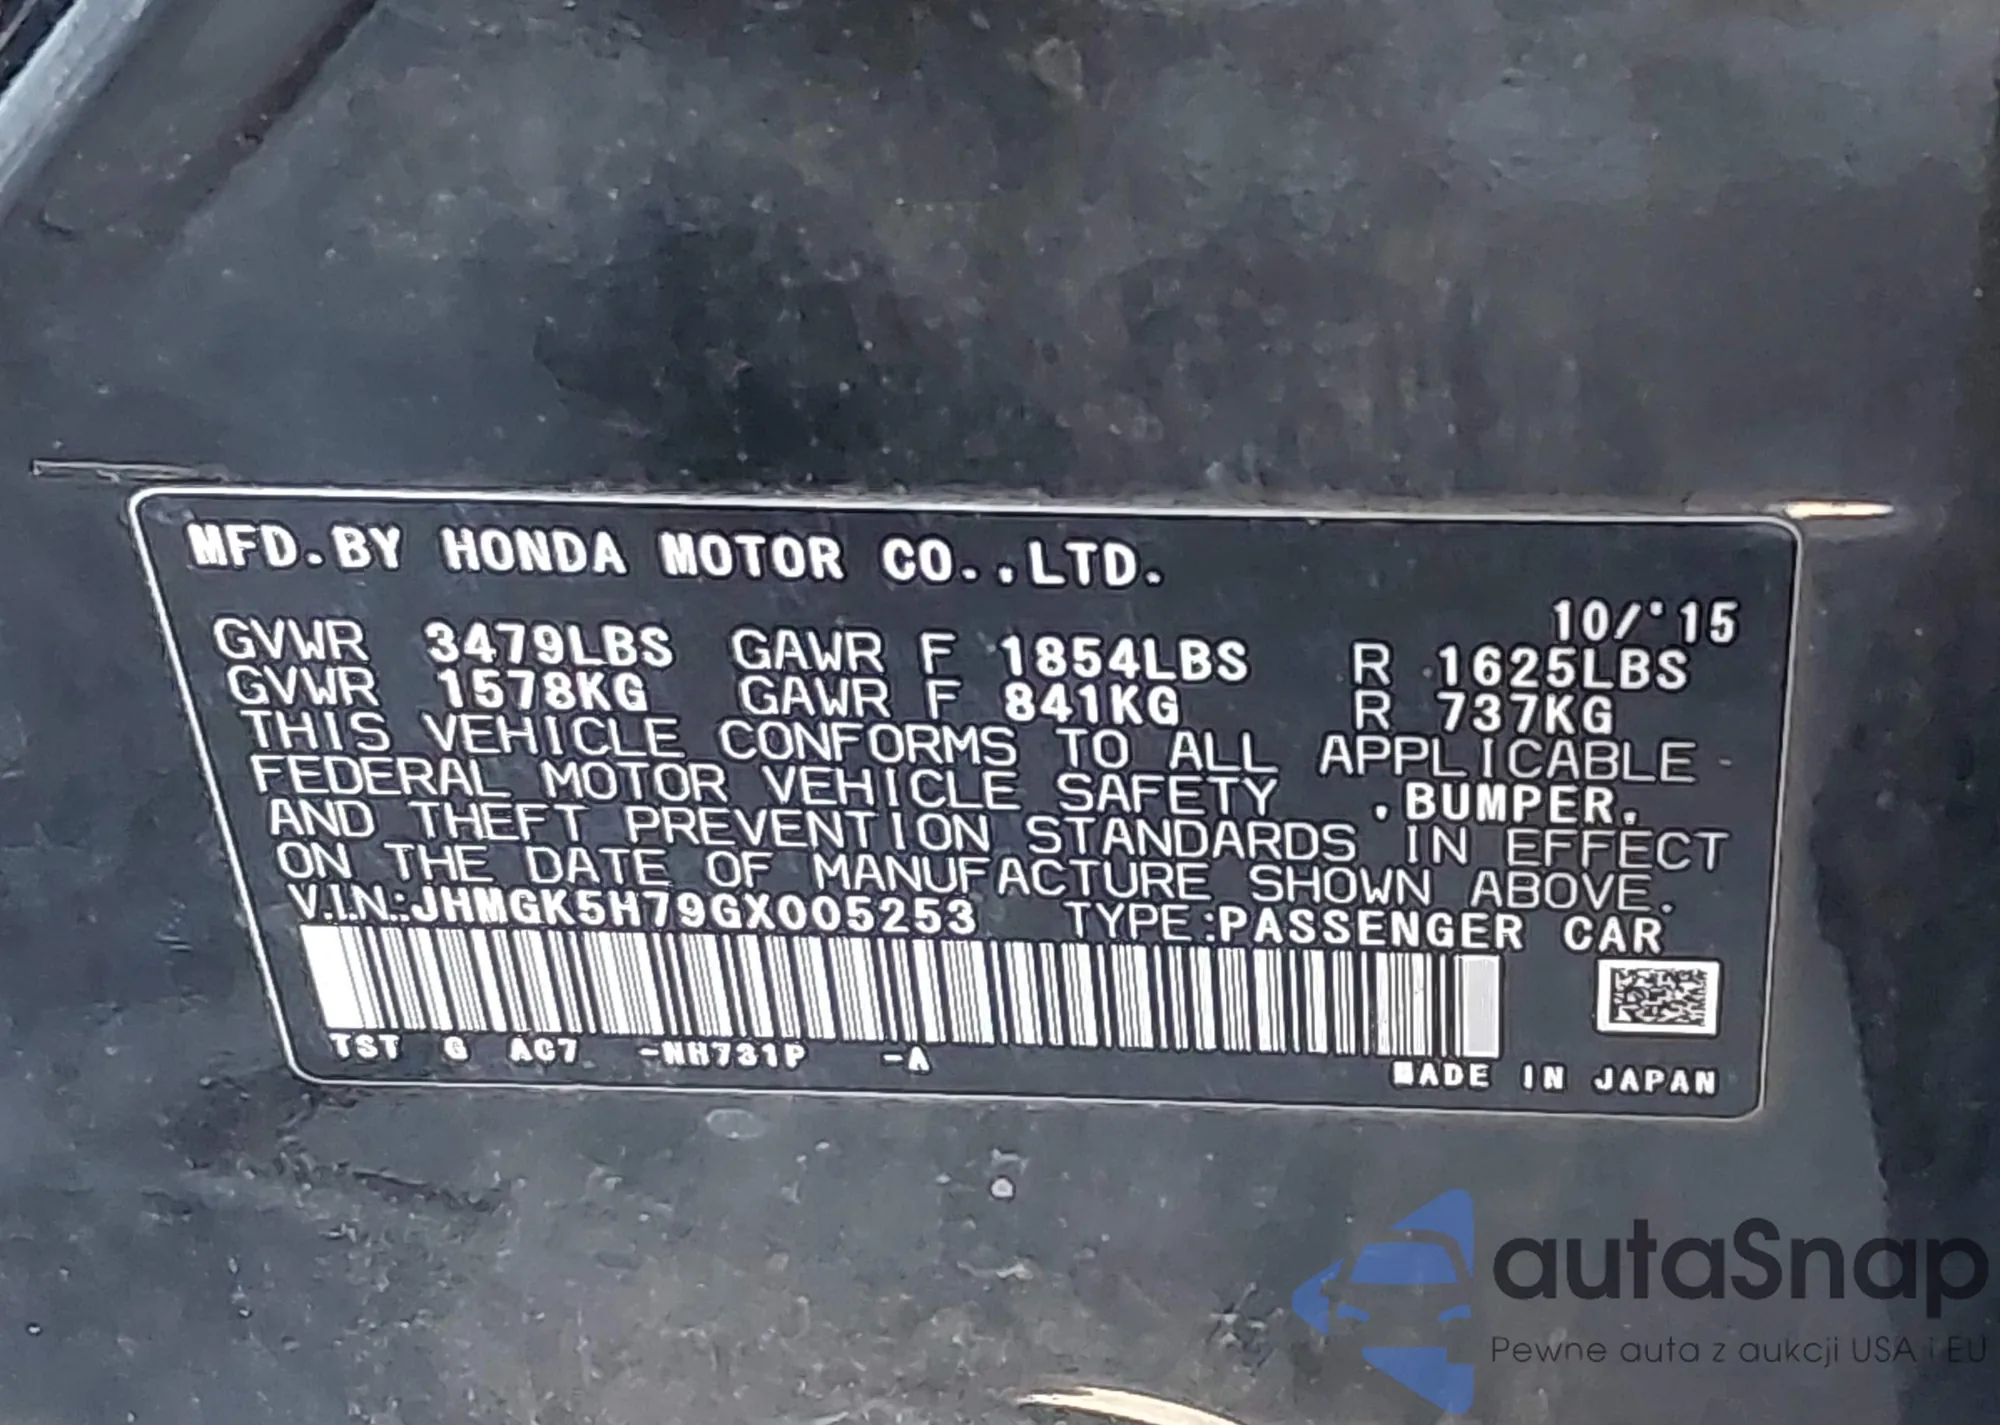 MFD.BY HONDA MOTOR CO.,LTD.
10/'15
GVWR 3479LBS GAWR F 1854LBS R 1625LBS
GVWR 1578KG GAWR F 841KG R 737KG
THIS VEHICLE CONFORMS TO ALL APPLICABLE
FEDERAL MOTOR VEHICLE SAFETY ,BUMPER,
AND THEFT PREVENTION STANDARDS IN EFFECT
ON THE DATE OF MANUFACTURE SHOWN ABOVE.
V.I.N.:JHMGK5H79GX005253 TYPE:PASSENGER CAR
TST G AC7 -NH731P -A
MADE IN JAPAN
autaSnap
Pewne auta z aukcji USA i EU